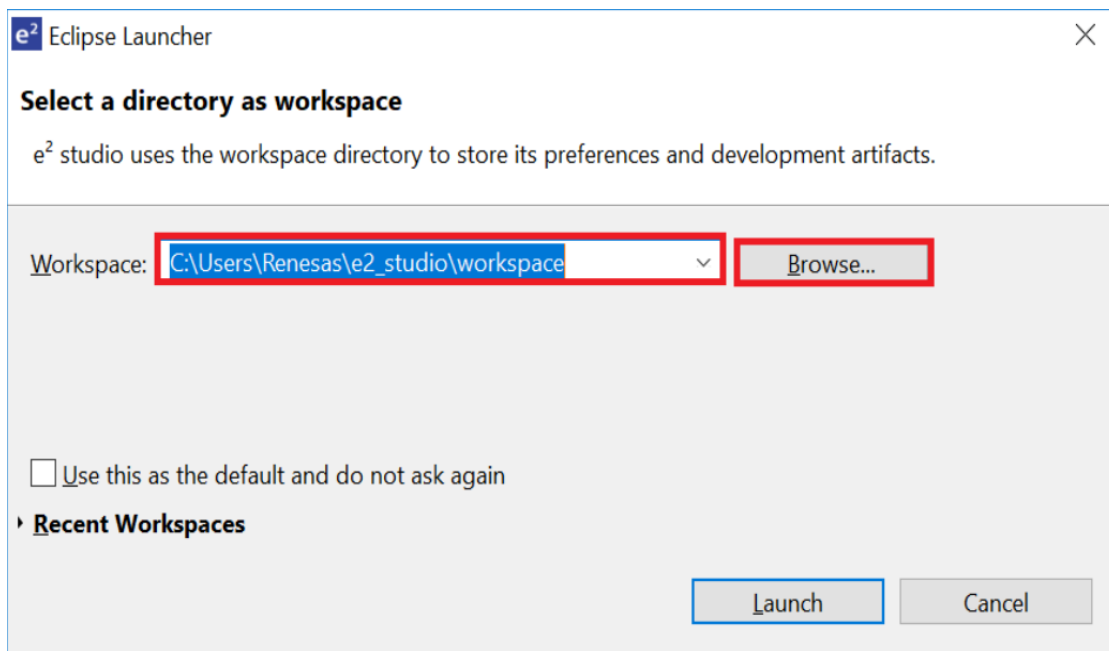 e² Eclipse Launcher
Select a directory as workspace
e² studio uses the workspace directory to store its preferences and development artifacts.
Workspace: C:\Users\Renesas\e2_studio\workspace Browse...
Use this as the default and do not ask again
Recent Workspaces
Launch Cancel